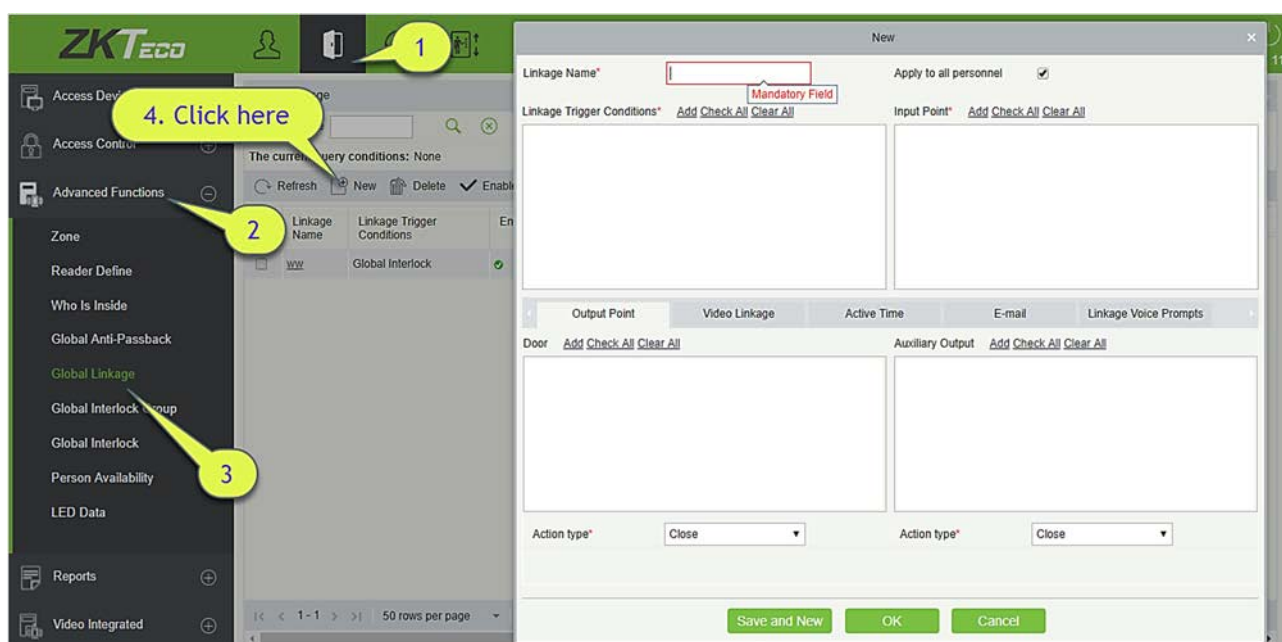 ZKTeco
1
New
11
Access Devi
4. Click here
Access Control
Advanced Functions
2
Zone
Reader Define
Who Is Inside
Global Anti-Passback
Global Linkage
Global Interlock Group
Global Interlock
Person Availability
3
LED Data
Reports
Video Integrated
The current query conditions: None
Refresh New Delete Enable
Linkage Name Linkage Trigger Conditions En
ww Global Interlock
1-1 50 rows per page
Linkage Name* Apply to all personnel
Mandatory Field
Linkage Trigger Conditions* Add Check All Clear All Input Point* Add Check All Clear All
Output Point Video Linkage Active Time E-mail Linkage Voice Prompts
Door Add Check All Clear All Auxiliary Output Add Check All Clear All
Action type* Close Action type* Close
Save and New OK Cancel